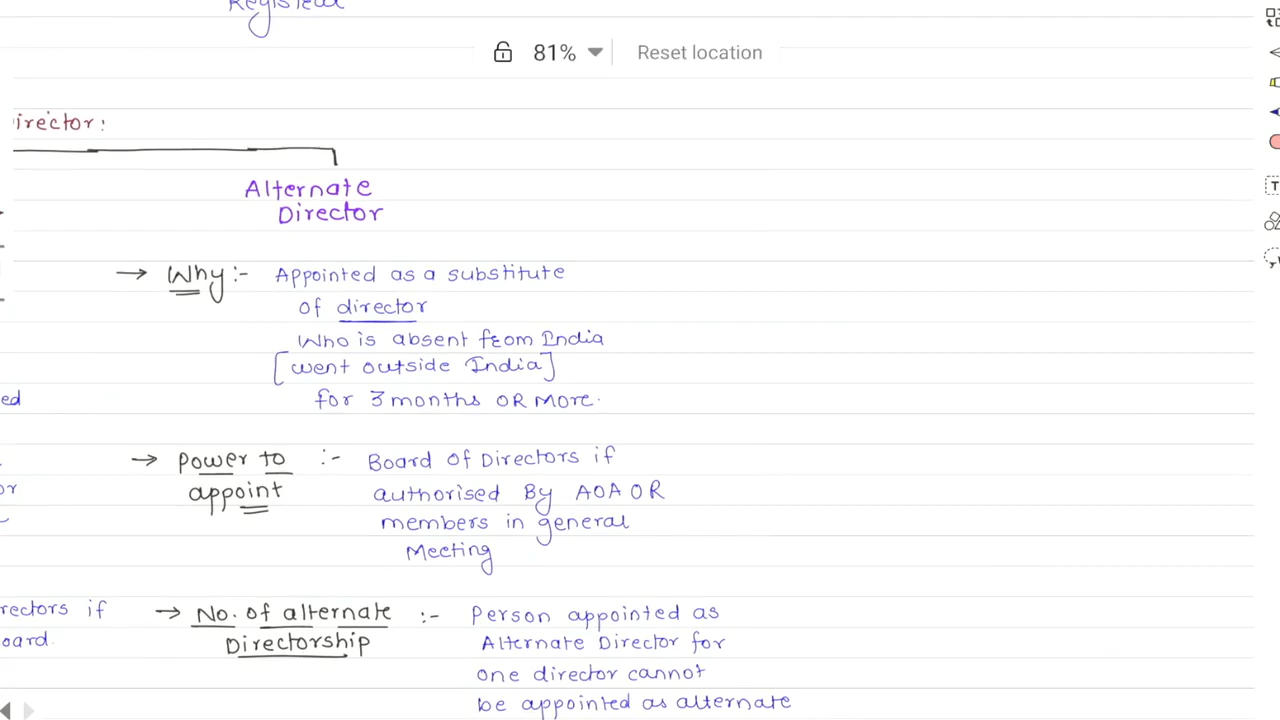 81% Reset location
irector:
Alternate
Director
→ Why :- Appointed as a substitute
of director
Who is absent from India
[went outside India]
for 3 months OR More.
ed
→ Power to :- Board of Directors if
appoint authorised By AOA OR
or
members in general
Meeting
rectors if → No. of alternate :- Person appointed as
oard. Directorship Alternate Director for
one director cannot
be appointed as alternate